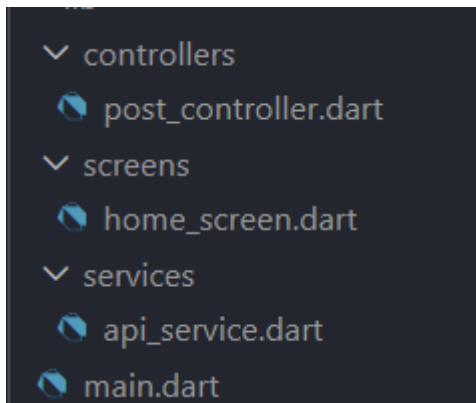 controllers
post_controller.dart
screens
home_screen.dart
services
api_service.dart
main.dart